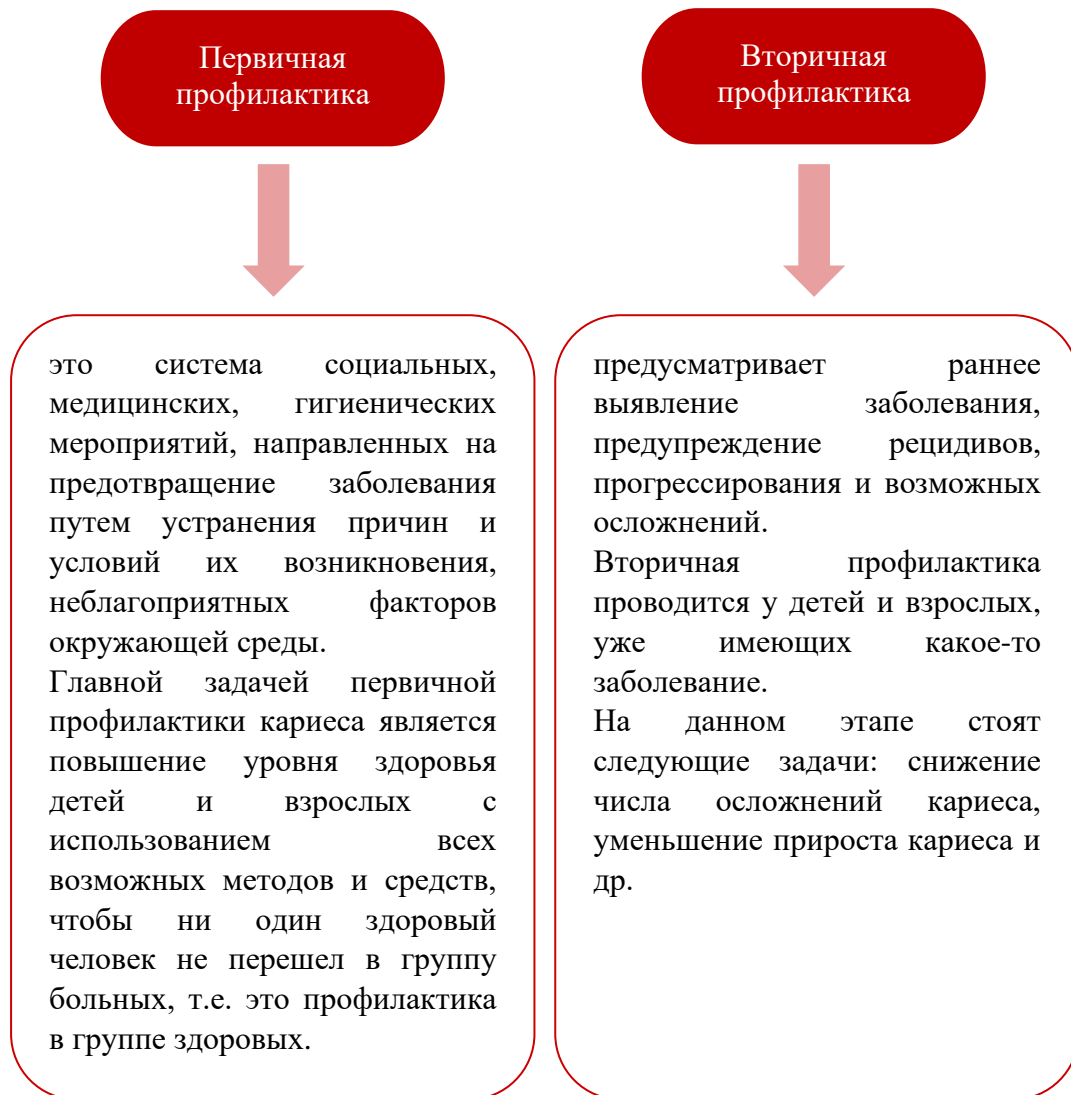 Первичная
профилактика
это система социальных,
медицинских, гигиенических
мероприятий, направленных на
предотвращение заболевания
путем устранения причин и
условий их возникновения,
неблагоприятных факторов
окружающей среды.
Главной задачей первичной
профилактики кариеса является
повышение уровня здоровья
детей и взрослых с
использованием всех
возможных методов и средств,
чтобы ни один здоровый
человек не перешел в группу
больных, т.е. это профилактика
в группе здоровых.
Вторичная
профилактика
предусматривает раннее
выявление заболевания,
предупреждение рецидивов,
прогрессирования и возможных
осложнений.
Вторичная профилактика
проводится у детей и взрослых,
уже имеющих какое-то
заболевание.
На данном этапе стоят
следующие задачи: снижение
числа осложнений кариеса,
уменьшение прироста кариеса и
др.